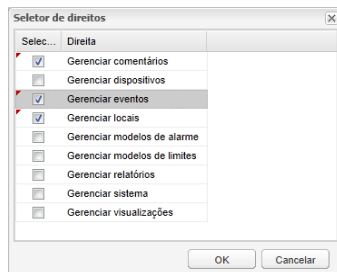 Seletor de direitos
Selec... Direita
Gerenciar comentários
Gerenciar dispositivos
Gerenciar eventos
Gerenciar locais
Gerenciar modelos de alarme
Gerenciar modelos de limites
Gerenciar relatórios
Gerenciar sistema
Gerenciar visualizações
OK Cancelar